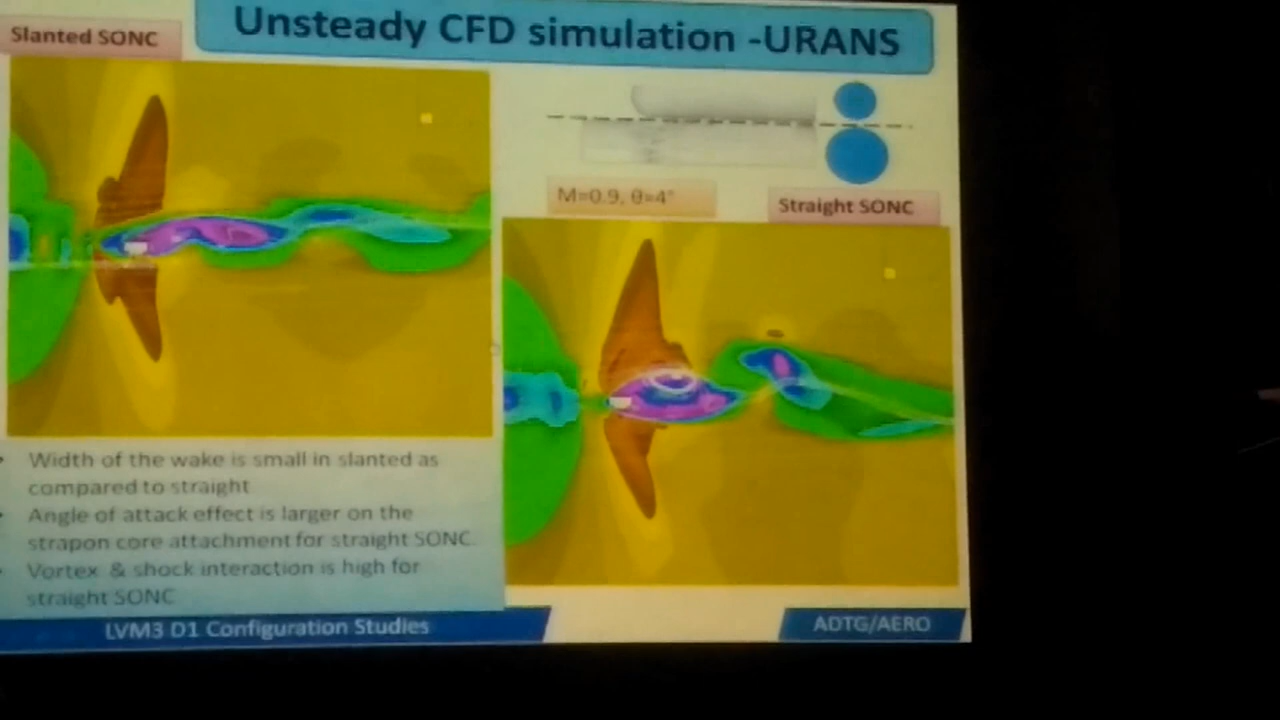 Slanted SONC
Unsteady CFD simulation -URANS
M=0.9, θ=4°
Straight SONC
Width of the wake is small in slanted as
compared to straight
Angle of attack effect is larger on the
strapon core attachment for straight SONC.
Vortex & shock interaction is high for
straight SONC
LVM3 D1 Configuration Studies
ADTG/AERO